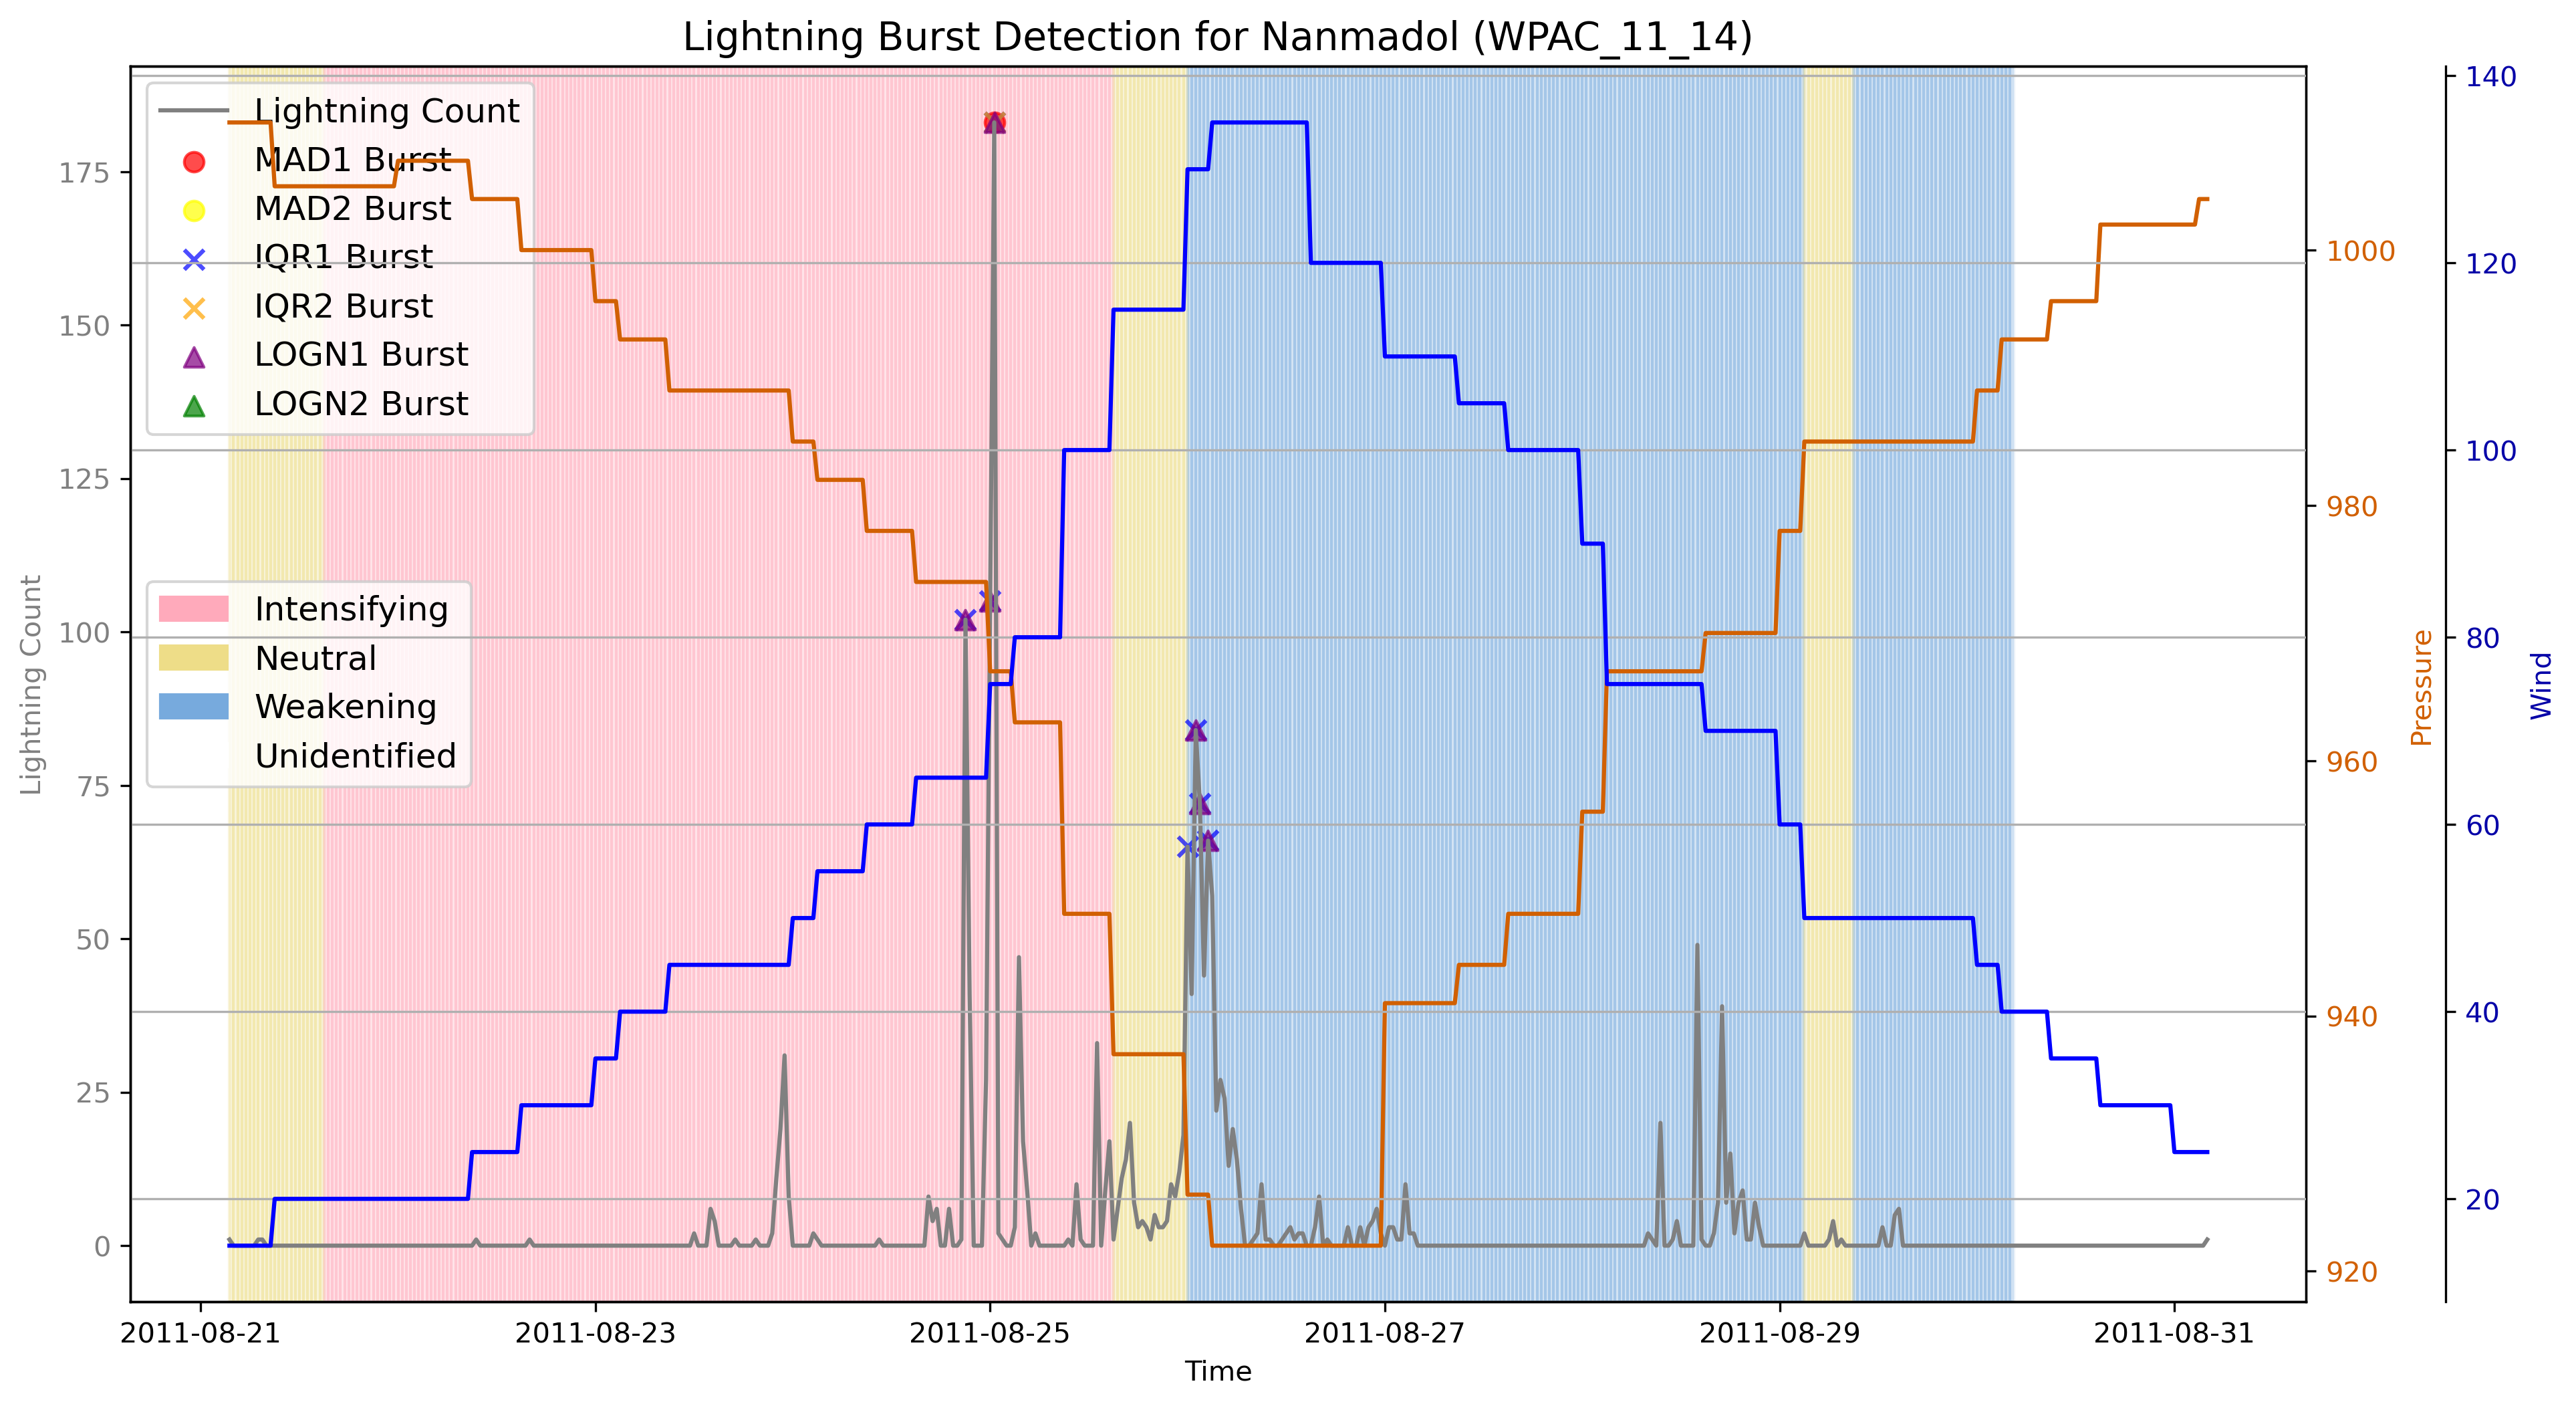 Lightning Burst Detection for Nanmadol (WPAC_11_14)
Lightning Count
MAD1 Burst
MAD2 Burst
IQR1 Burst
IQR2 Burst
LOGN1 Burst
LOGN2 Burst
Intensifying
Neutral
Weakening
Unidentified
Lightning Count
175
150
125
100
75
50
25
0
1000
980
960
940
920
Pressure
140
120
100
80
60
40
20
Wind
2011-08-21
2011-08-23
2011-08-25
2011-08-27
2011-08-29
2011-08-31
Time